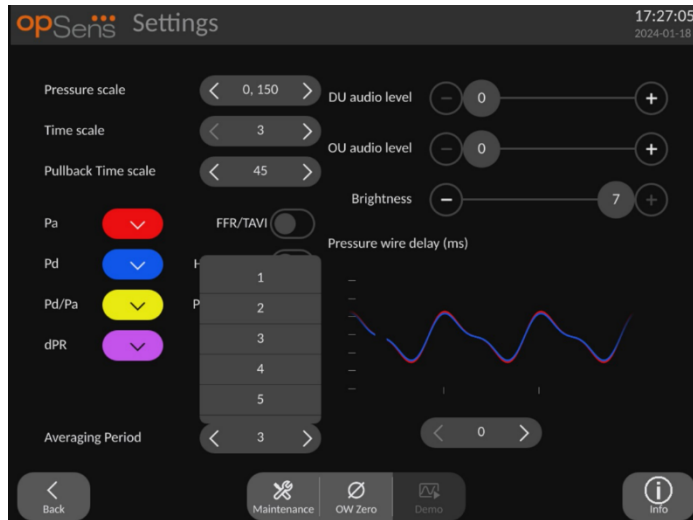 opSens Settings
17:27:05
2024-01-18
Pressure scale
0, 150
Time scale
3
Pullback Time scale
45
DU audio level
0
OU audio level
0
Brightness
7
Pa
FFR/TAVI
Pd
H
Pd/Pa
P
dPR
1
2
3
4
5
Pressure wire delay (ms)
Averaging Period
3
0
Back
Maintenance
OW Zero
Demo
Info